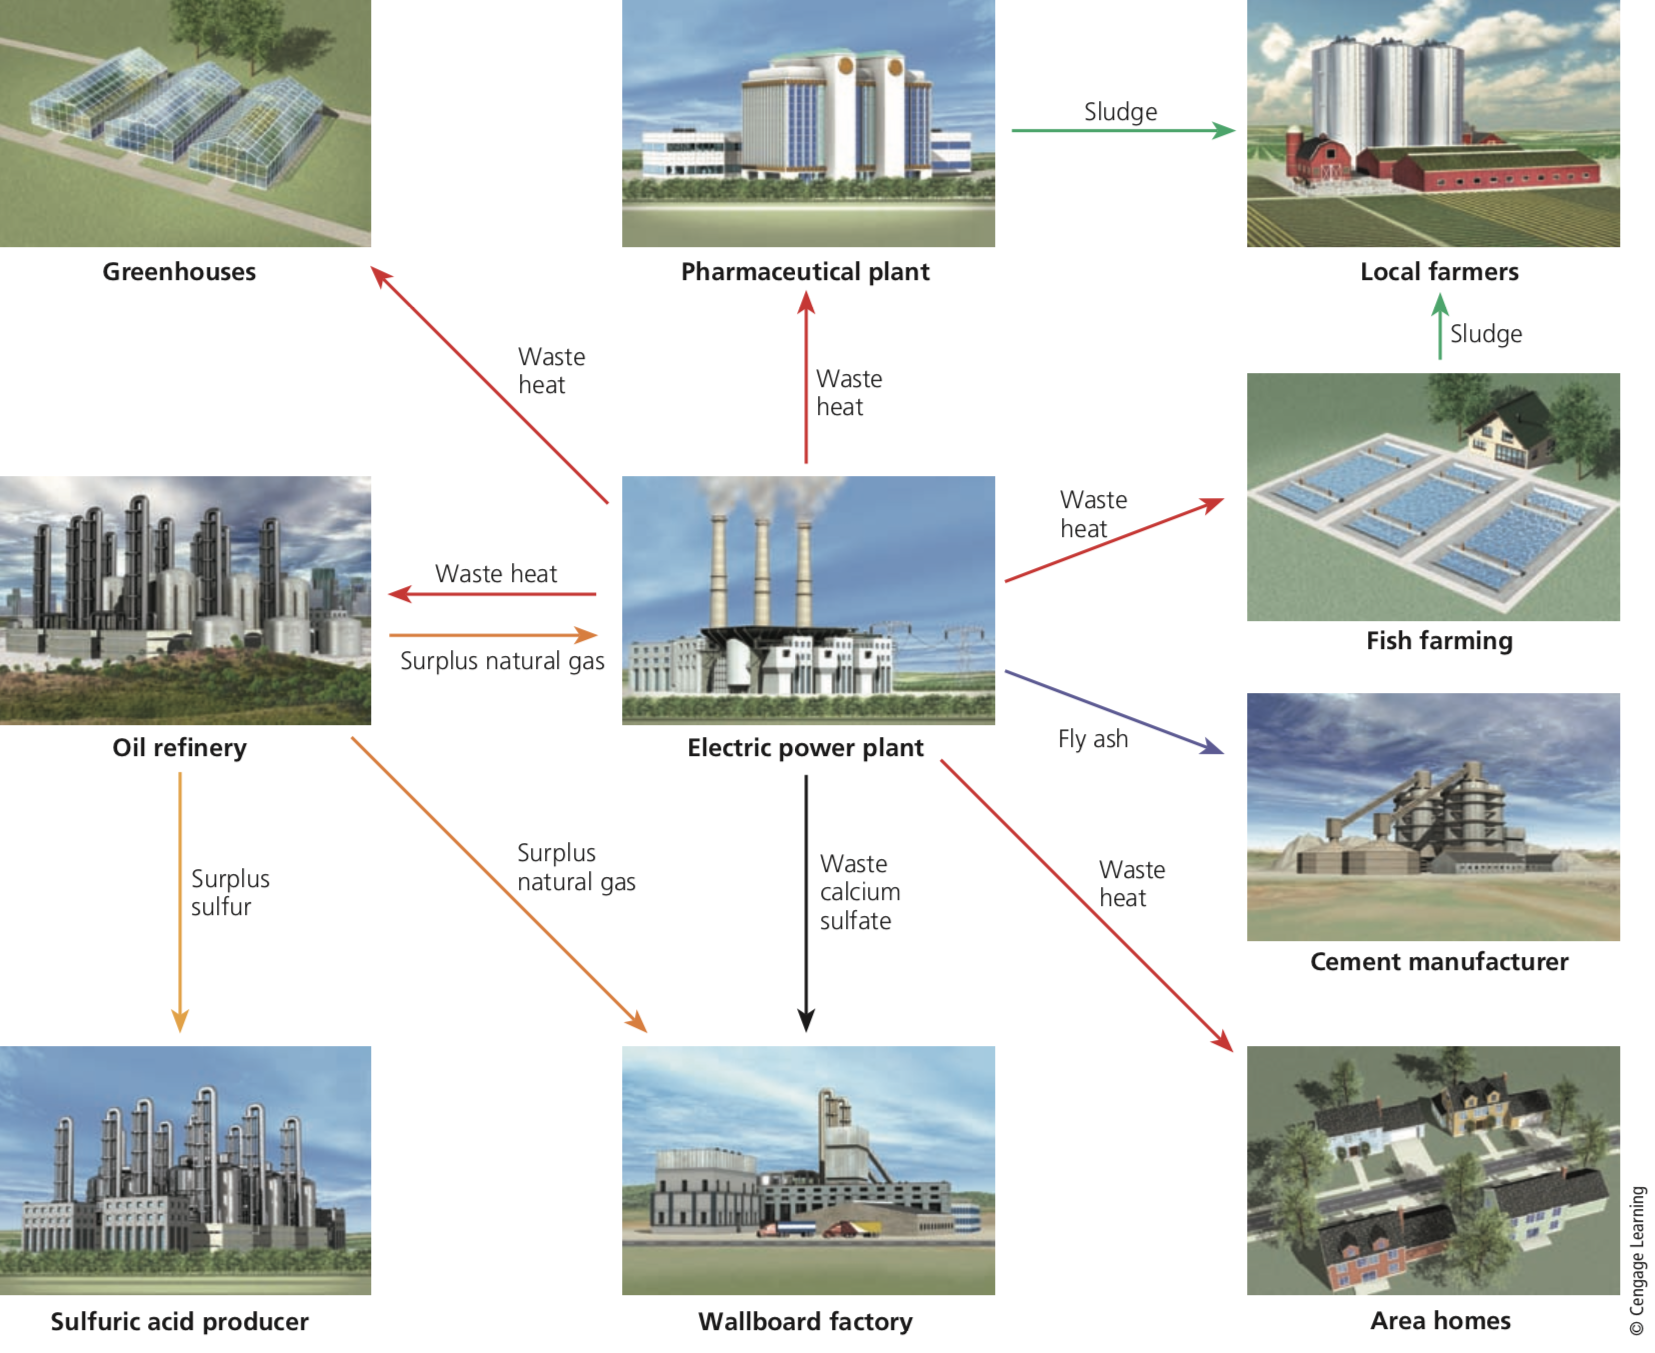 Sludge
Greenhouses
Pharmaceutical plant
Local farmers
Sludge
Waste
heat
Waste
heat
Waste
heat
Waste heat
Surplus natural gas
Fish farming
Oil refinery
Electric power plant
Fly ash
Surplus
sulfur
Surplus
natural gas
Waste
calcium
sulfate
Waste
heat
Cement manufacturer
Sulfuric acid producer
Wallboard factory
Area homes
© Cengage Learning